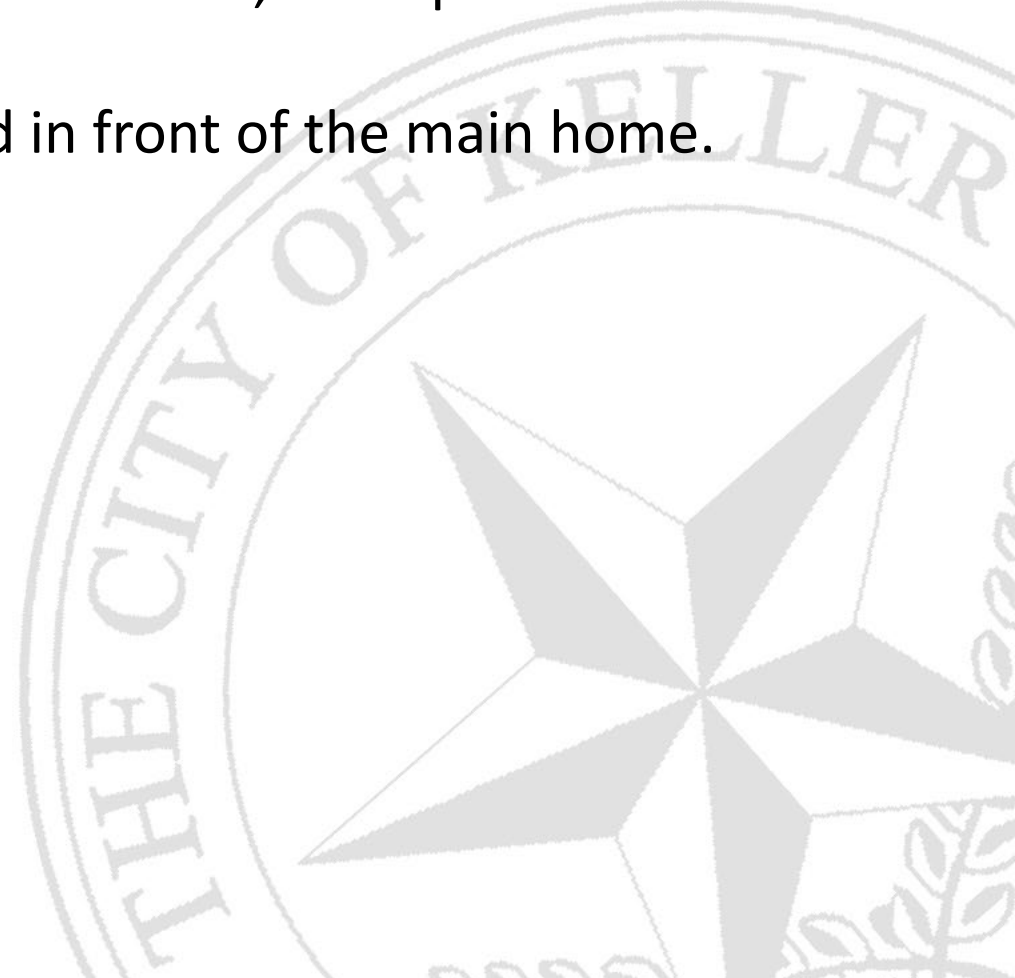 d in front of the main home.
THE CITY OF KELLER